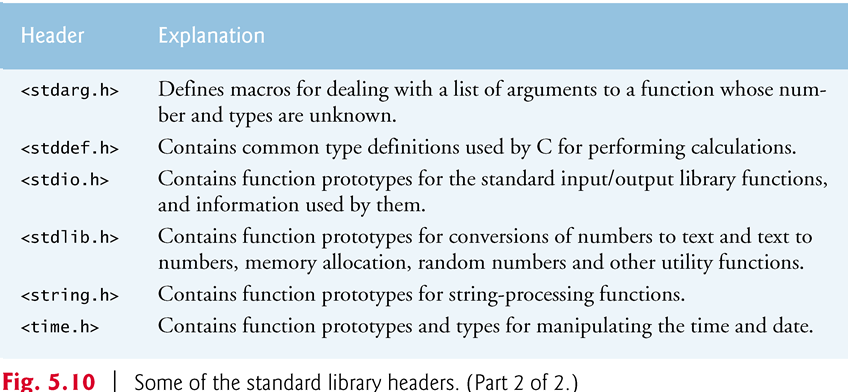 Header Explanation
<stdarg.h> Defines macros for dealing with a list of arguments to a function whose num-
ber and types are unknown.
<stddef.h> Contains common type definitions used by C for performing calculations.
<stdio.h> Contains function prototypes for the standard input/output library functions,
and information used by them.
<stdlib.h> Contains function prototypes for conversions of numbers to text and text to
numbers, memory allocation, random numbers and other utility functions.
<string.h> Contains function prototypes for string-processing functions.
<time.h> Contains function prototypes and types for manipulating the time and date.
Fig. 5.10 | Some of the standard library headers. (Part 2 of 2.)